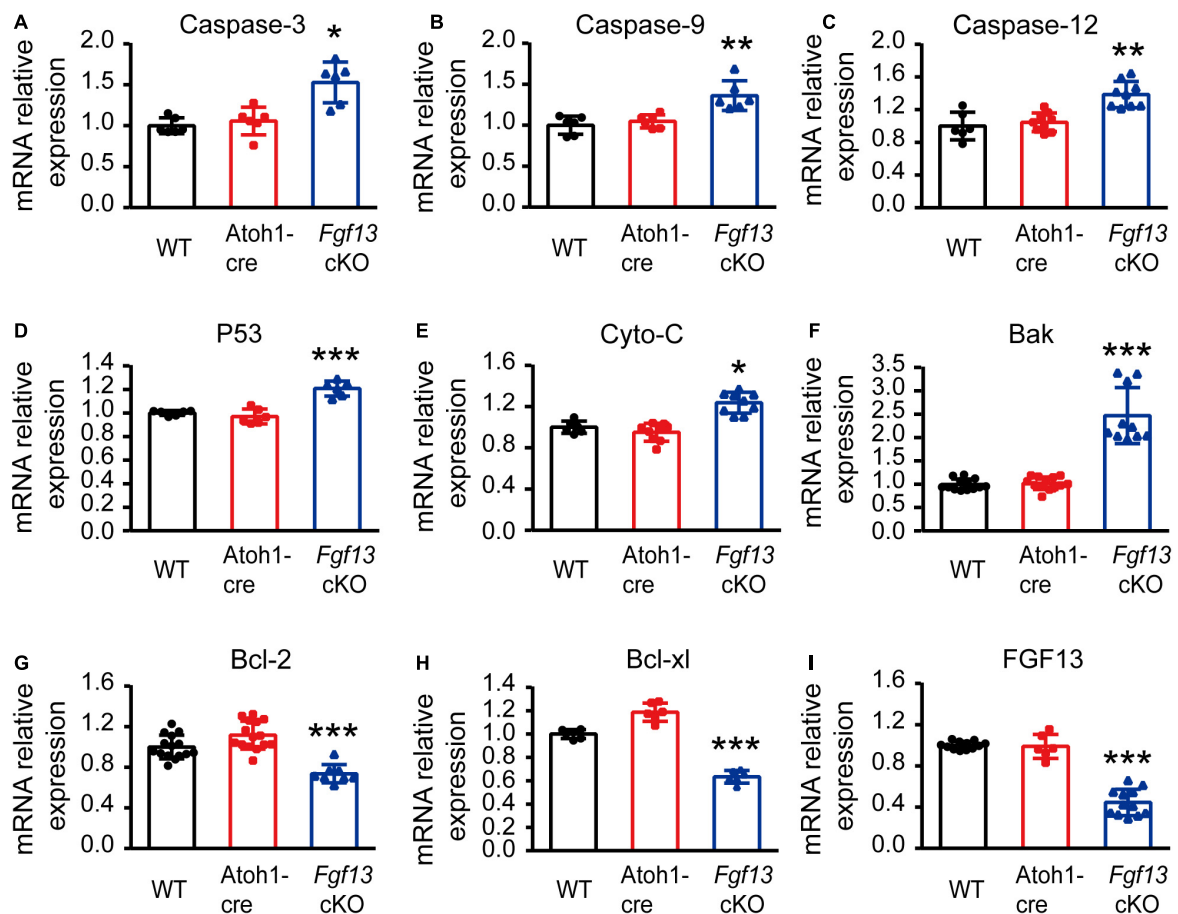 A Caspase-3
mRNA relative
expression
2.0
1.5
1.0
0.5
0.0
*
WT
Atoh1-
cre
Fgf13
cKO
B Caspase-9
mRNA relative
expression
2.0
1.5
1.0
0.5
0.0
**
WT
Atoh1-
cre
Fgf13
cKO
C Caspase-12
mRNA relative
expression
2.0
1.6
1.2
0.8
0.4
0.0
**
WT
Atoh1-
cre
Fgf13
cKO
D P53
mRNA relative
expression
1.4
1.2
1.0
0.8
0.6
0.4
0.2
0.0
***
WT
Atoh1-
cre
Fgf13
cKO
E Cyto-C
mRNA relative
expression
1.6
1.2
0.8
0.4
0.0
*
WT
Atoh1-
cre
Fgf13
cKO
F Bak
mRNA relative
expression
3.5
3.0
2.5
2.0
1.5
1.0
0.5
0.0
***
WT
Atoh1-
cre
Fgf13
cKO
G Bcl-2
mRNA relative
expression
1.6
1.2
0.8
0.4
0.0
***
WT
Atoh1-
cre
Fgf13
cKO
H Bcl-xl
mRNA relative
expression
1.4
1.2
1.0
0.8
0.6
0.4
0.2
0.0
***
WT
Atoh1-
cre
Fgf13
cKO
I FGF13
mRNA relative
expression
1.6
1.2
0.8
0.4
0.0
***
WT
Atoh1-
cre
Fgf13
cKO